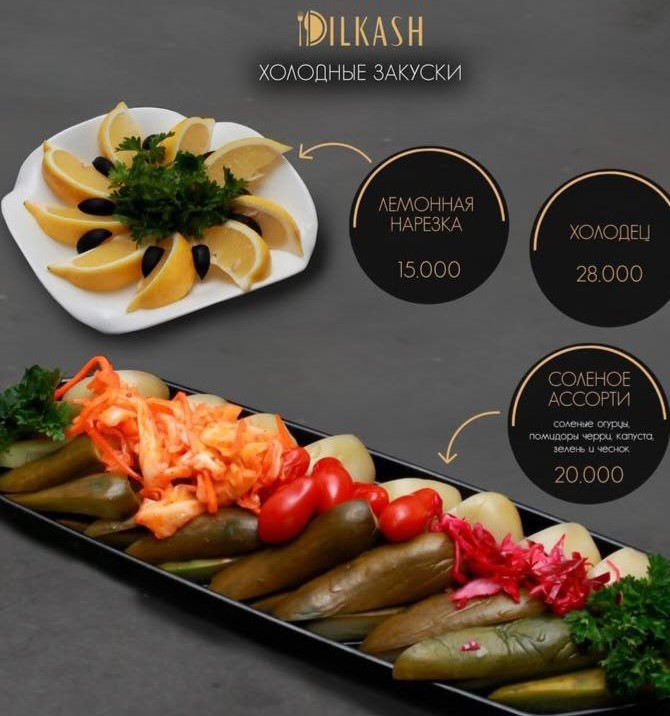 DILKASH
ХОЛОДНЫЕ ЗАКУСКИ
ЛЕМОННАЯ
НАРЕЗКА
15.000
ХОЛОДЕЦ
28.000
СОЛЕНОЕ
АССОРТИ
соленые огурцы,
помидоры черри, капуста,
зелень и чеснок
20.000